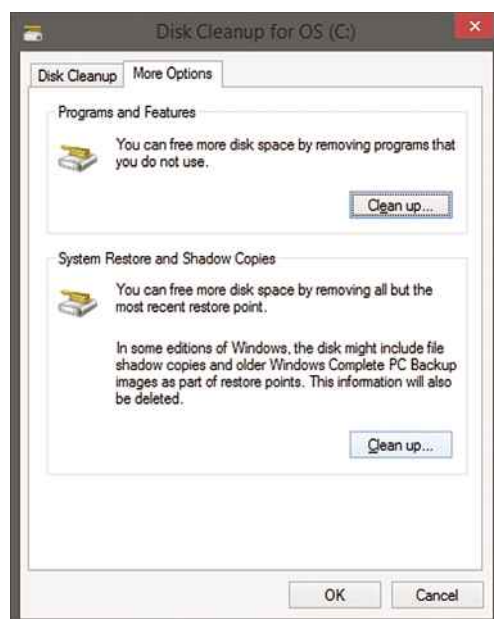 Disk Cleanup for OS (C:)
Disk Cleanup
More Options
Programs and Features
You can free more disk space by removing programs that
you do not use.
Clean up...
System Restore and Shadow Copies
You can free more disk space by removing all but the
most recent restore point.
In some editions of Windows, the disk might include file
shadow copies and older Windows Complete PC Backup
images as part of restore points. This information will also
be deleted.
Clean up...
OK
Cancel